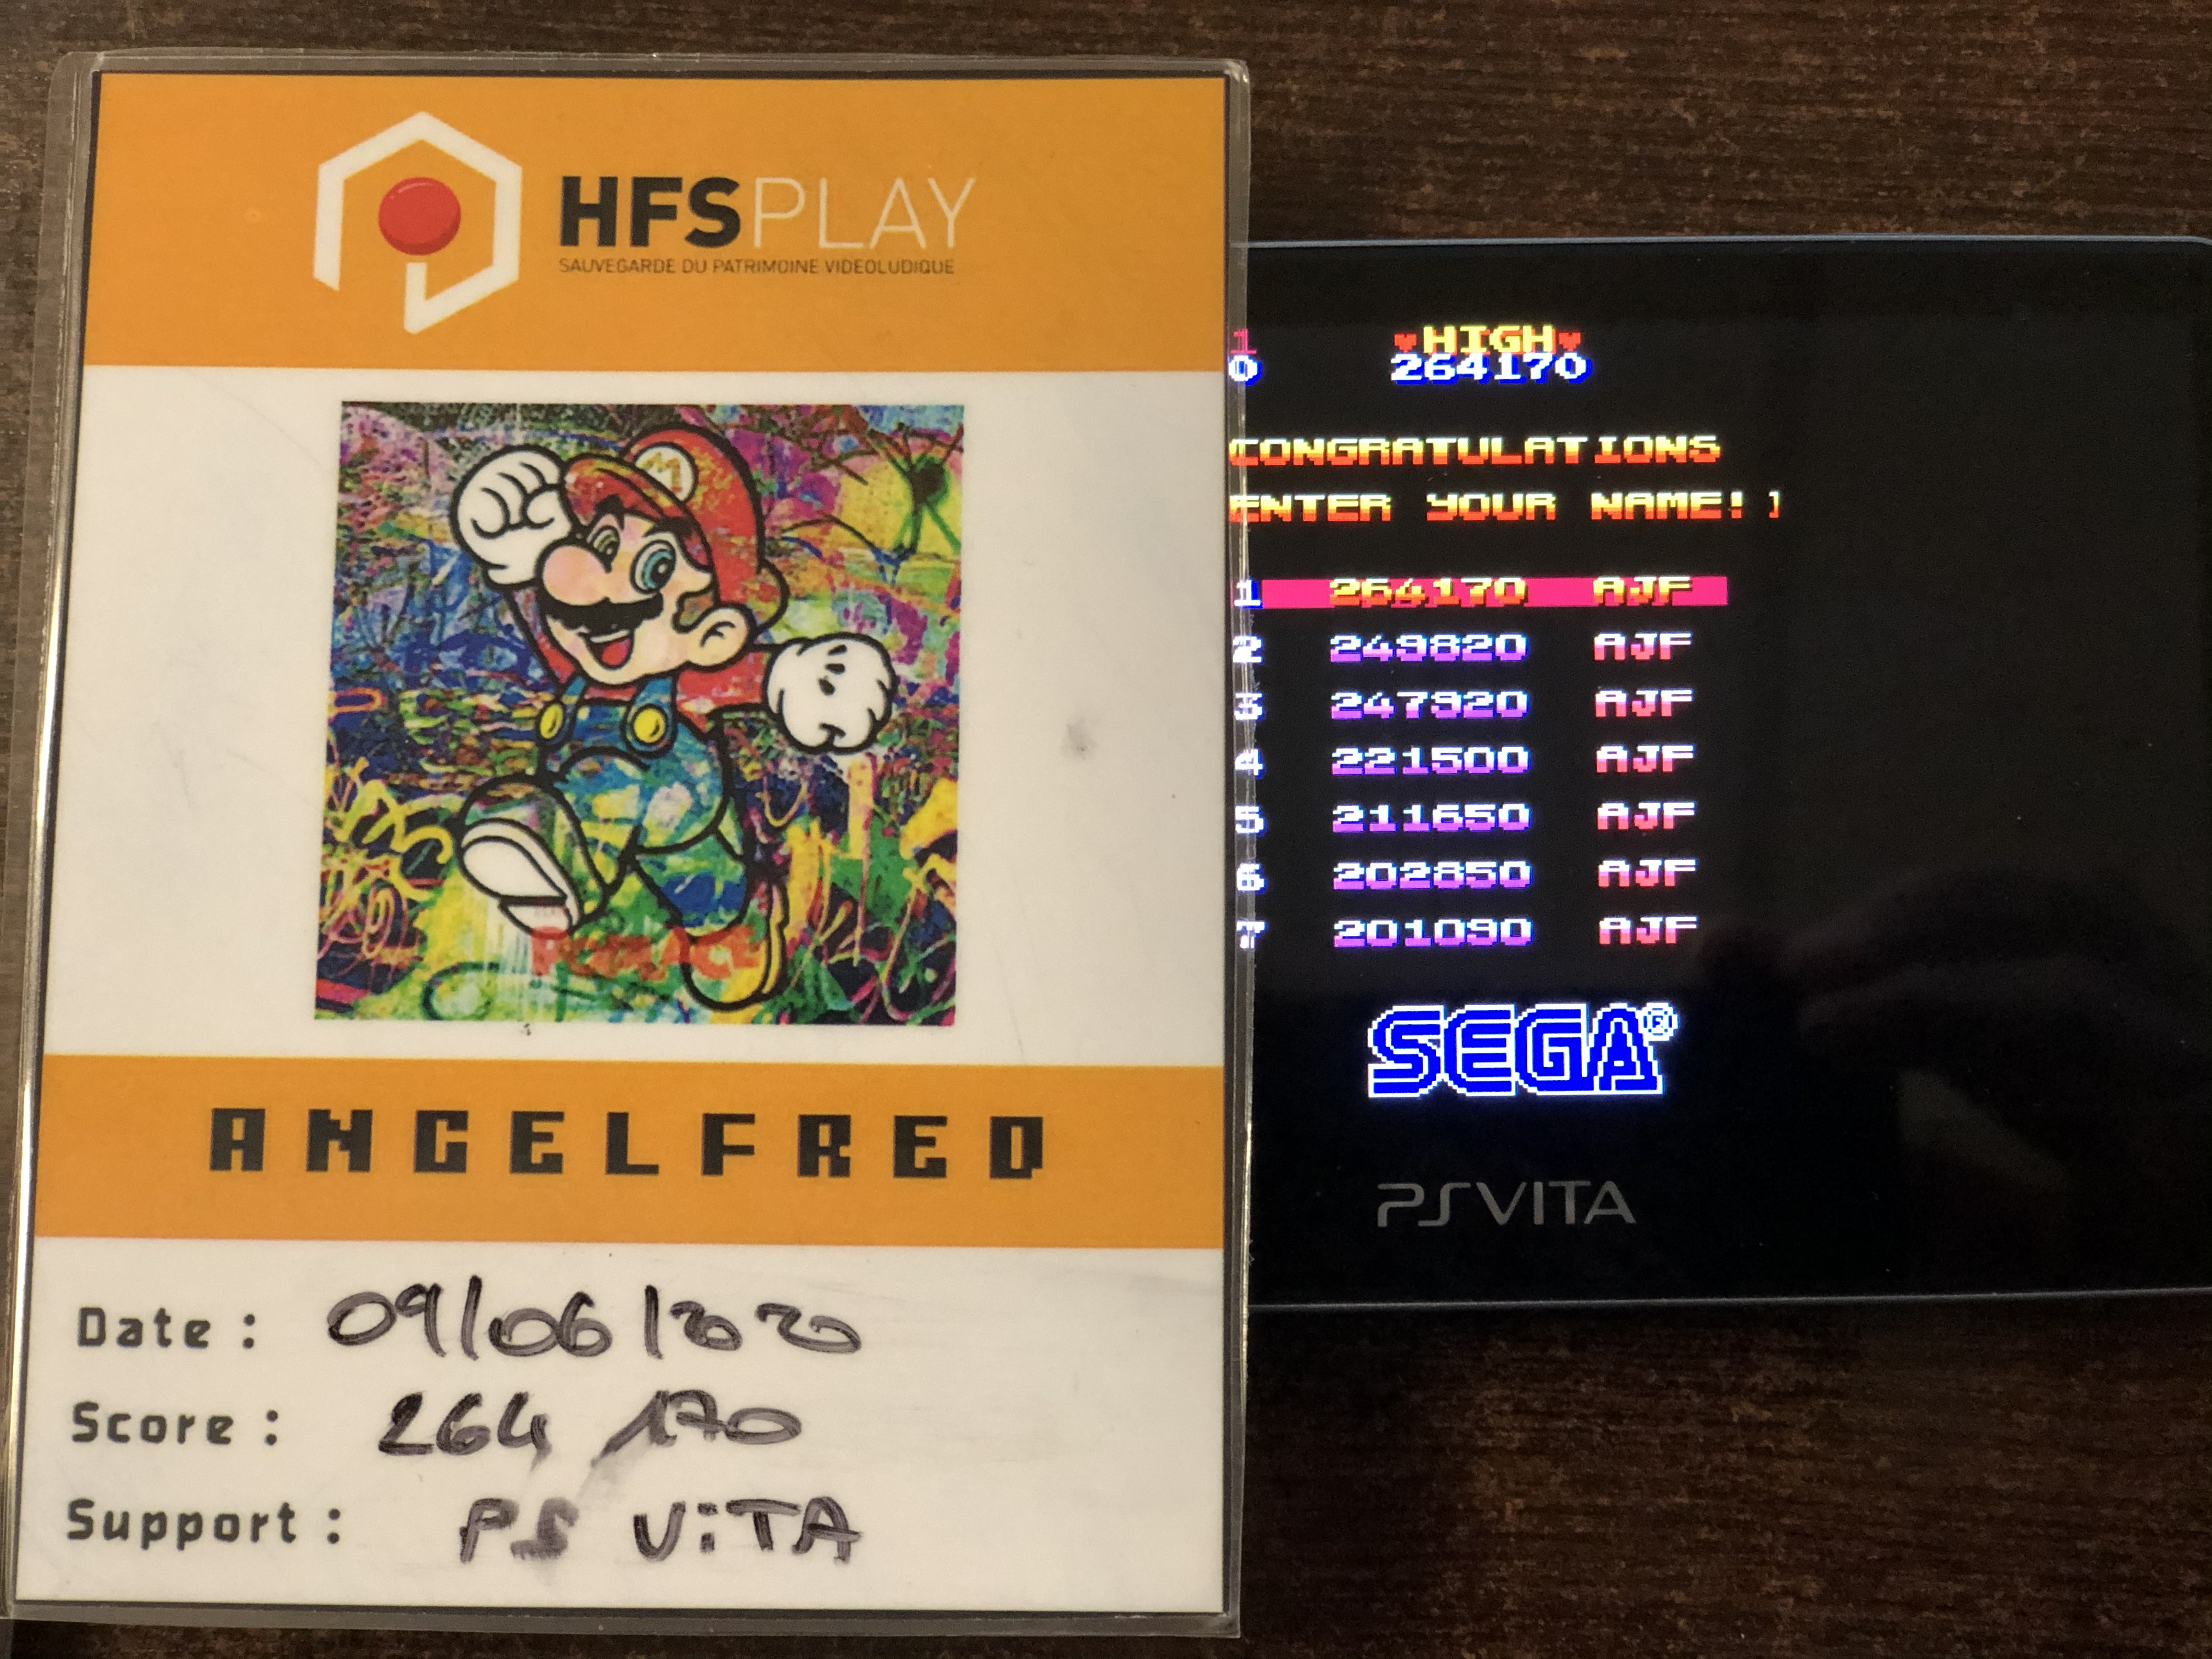 HFSPLAY
SAUVEGARDE DU PATRIMOINE VIDEOLUDIQUE
M
ANGELFRED
Date : 09/06/2020
Score : 264 170
Support : PS ViTA
1 ♥HIGH♥
0 264170
CONGRATULATIONS
ENTER YOUR NAME! ]
1 264170 AJF
2 249820 AJF
3 247920 AJF
4 221500 AJF
5 211650 AJF
6 202850 AJF
7 201090 AJF
SEGA®
PSVITA